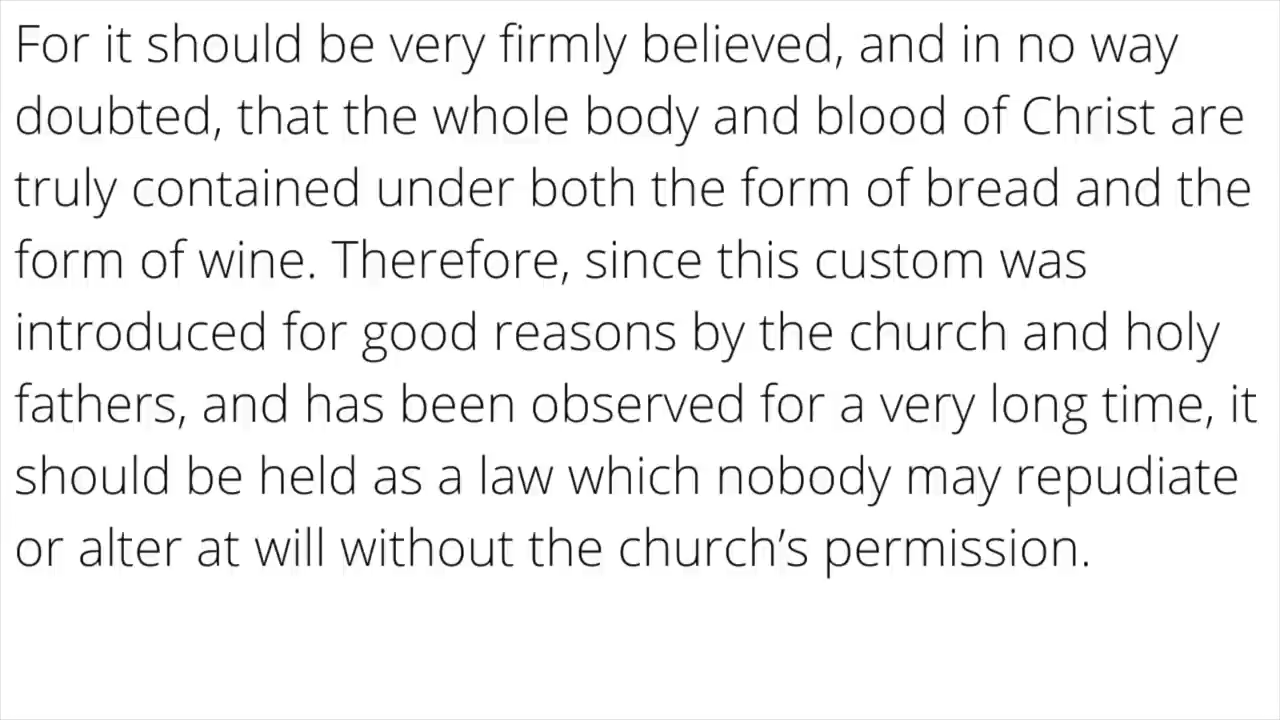 For it should be very firmly believed, and in no way
doubted, that the whole body and blood of Christ are
truly contained under both the form of bread and the
form of wine. Therefore, since this custom was
introduced for good reasons by the church and holy
fathers, and has been observed for a very long time, it
should be held as a law which nobody may repudiate
or alter at will without the church’s permission.